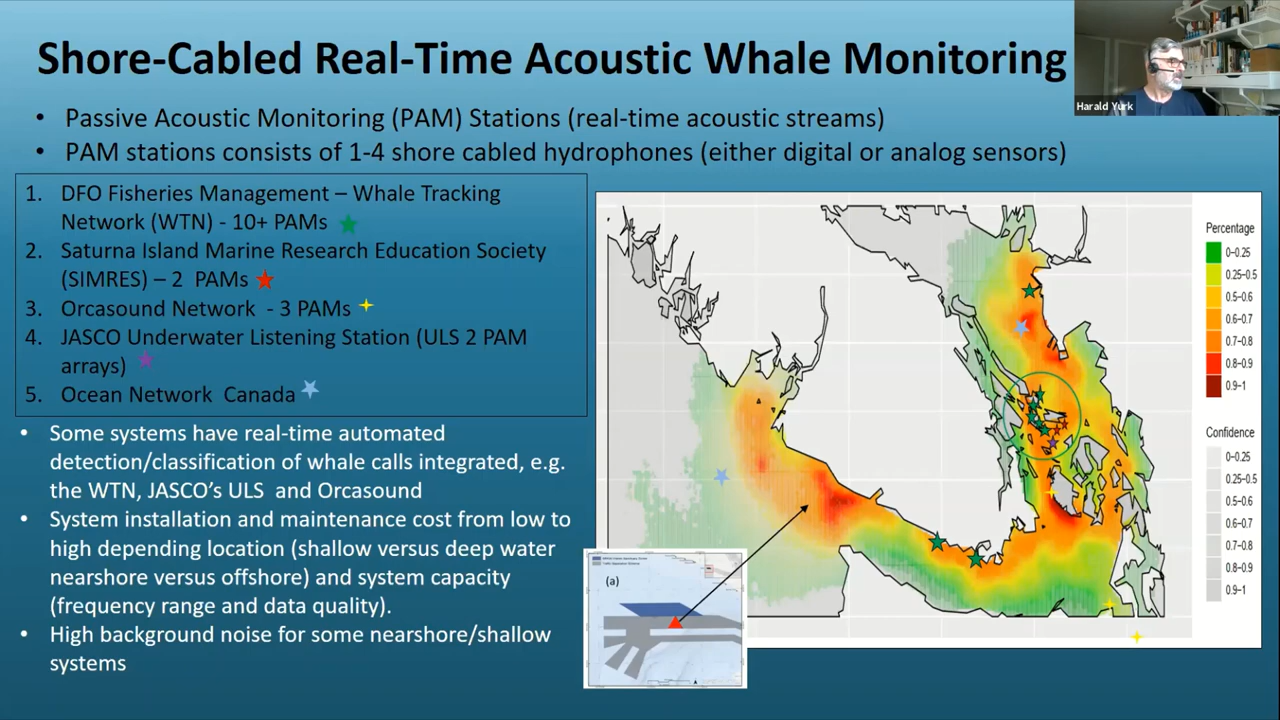 Shore-Cabled Real-Time Acoustic Whale Monitoring
Harald Yurk
• Passive Acoustic Monitoring (PAM) Stations (real-time acoustic streams)
• PAM stations consists of 1-4 shore cabled hydrophones (either digital or analog sensors)
1. DFO Fisheries Management – Whale Tracking
Network (WTN) - 10+ PAMs
2. Saturna Island Marine Research Education Society
(SIMRES) – 2 PAMs
3. Orcasound Network - 3 PAMs
4. JASCO Underwater Listening Station (ULS 2 PAM
arrays)
5. Ocean Network Canada
• Some systems have real-time automated
detection/classification of whale calls integrated, e.g.
the WTN, JASCO's ULS and Orcasound
• System installation and maintenance cost from low to
high depending location (shallow versus deep water
nearshore versus offshore) and system capacity
(frequency range and data quality).
• High background noise for some nearshore/shallow
systems
Percentage
0–0.25
0.25–0.5
0.5–0.6
0.6–0.7
0.7–0.8
0.8–0.9
0.9–1
Confidence
0–0.25
0.25–0.5
0.5–0.6
0.6–0.7
0.7–0.8
0.8–0.9
0.9–1
(a)